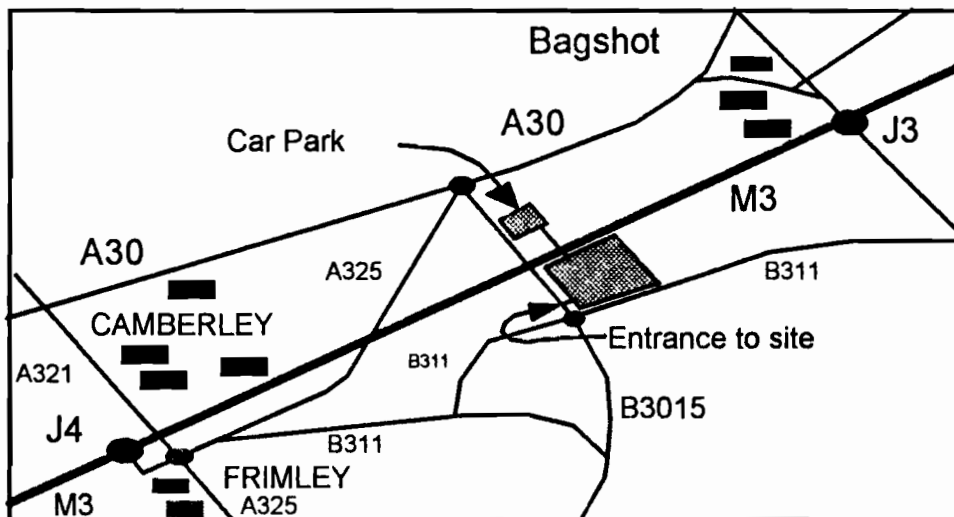 Bagshot
A30
Car Park
J3
M3
A30
A325
B311
CAMBERLEY
Entrance to site
B311
A321
B3015
J4
B311
FRIMLEY
A325
M3